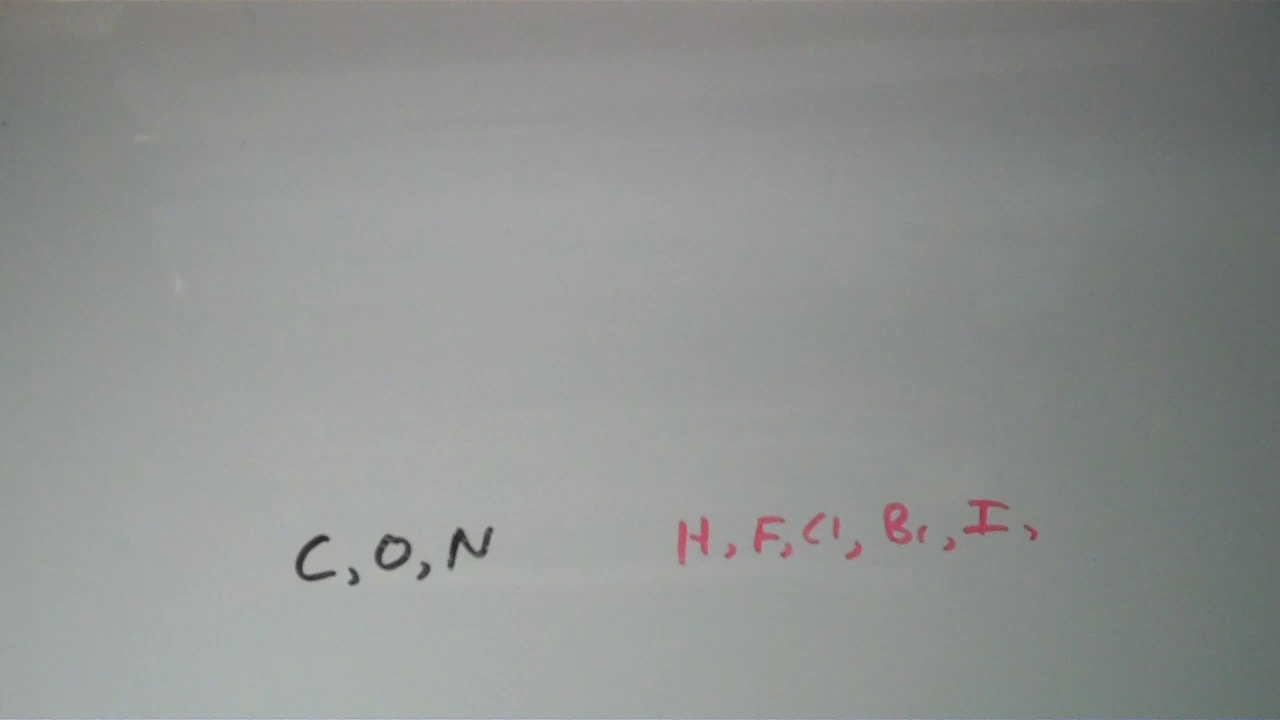 C, O, N H, F, Cl, Br, I,